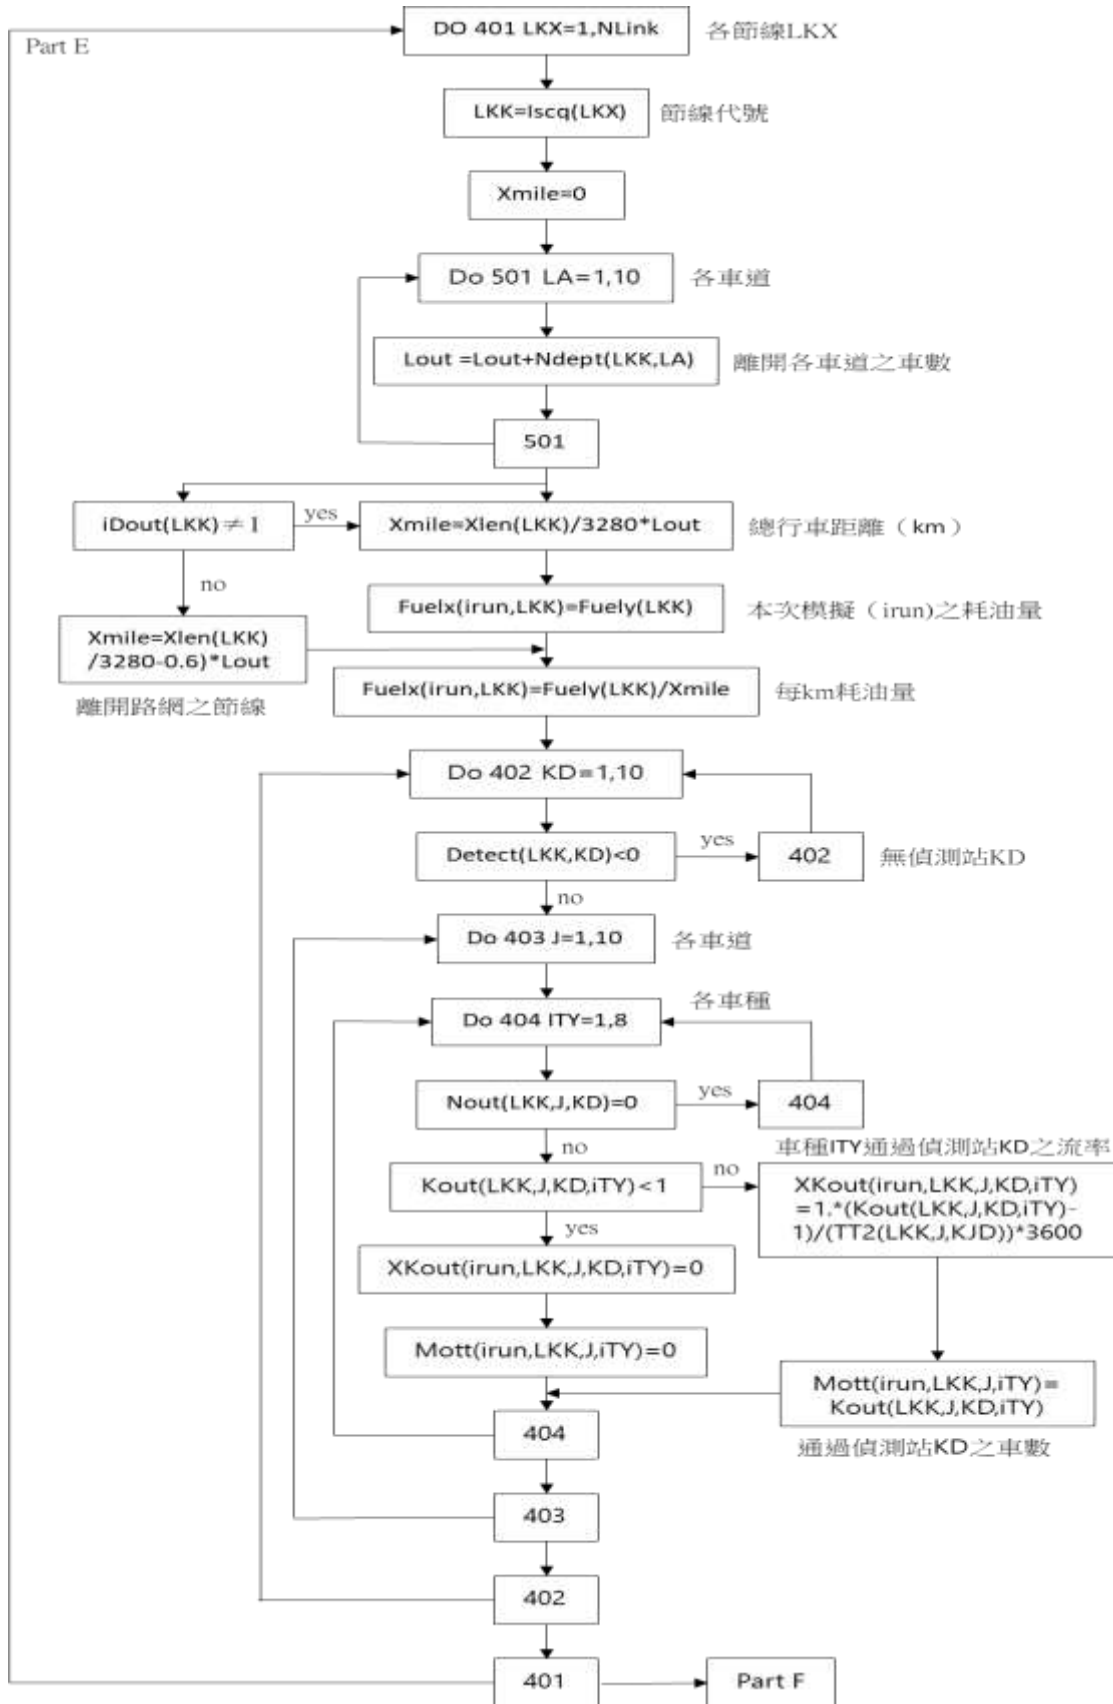 Part E
DO 401 LKX=1,NLink
各節線LKX
LKK=Iscq(LKX)
節線代號
Xmile=0
Do 501 LA=1,10
各車道
Lout =Lout+Ndept(LKK,LA)
離開各車道之車數
501
iDout(LKK)≠1
yes
Xmile=Xlen(LKK)/3280*Lout
總行車距離（km）
no
Fuelx(irun,LKK)=Fuely(LKK)
本次模擬（irun)之耗油量
Xmile=Xlen(LKK)
/3280-0.6)*Lout
離開路網之節線
Fuelx(irun,LKK)=Fuely(LKK)/Xmile
每km耗油量
Do 402 KD=1,10
Detect(LKK,KD)<0
yes
402
無偵測站KD
no
Do 403 J=1,10
各車道
各車種
Do 404 ITY=1,8
Nout(LKK,J,KD)=0
yes
404
no
車種ITY通過偵測站KD之流率
Kout(LKK,J,KD,iTY)<1
no
XKout(irun,LKK,J,KD,iTY)
=1.*(Kout(LKK,J,KD,iTY)-
1)/(TT2(LKK,J,KJD))*3600
yes
XKout(irun,LKK,J,KD,iTY)=0
Mott(irun,LKK,J,iTY)=0
Mott(irun,LKK,J,iTY)=
Kout(LKK,J,KD,iTY)
通過偵測站KD之車數
404
403
402
401
Part F